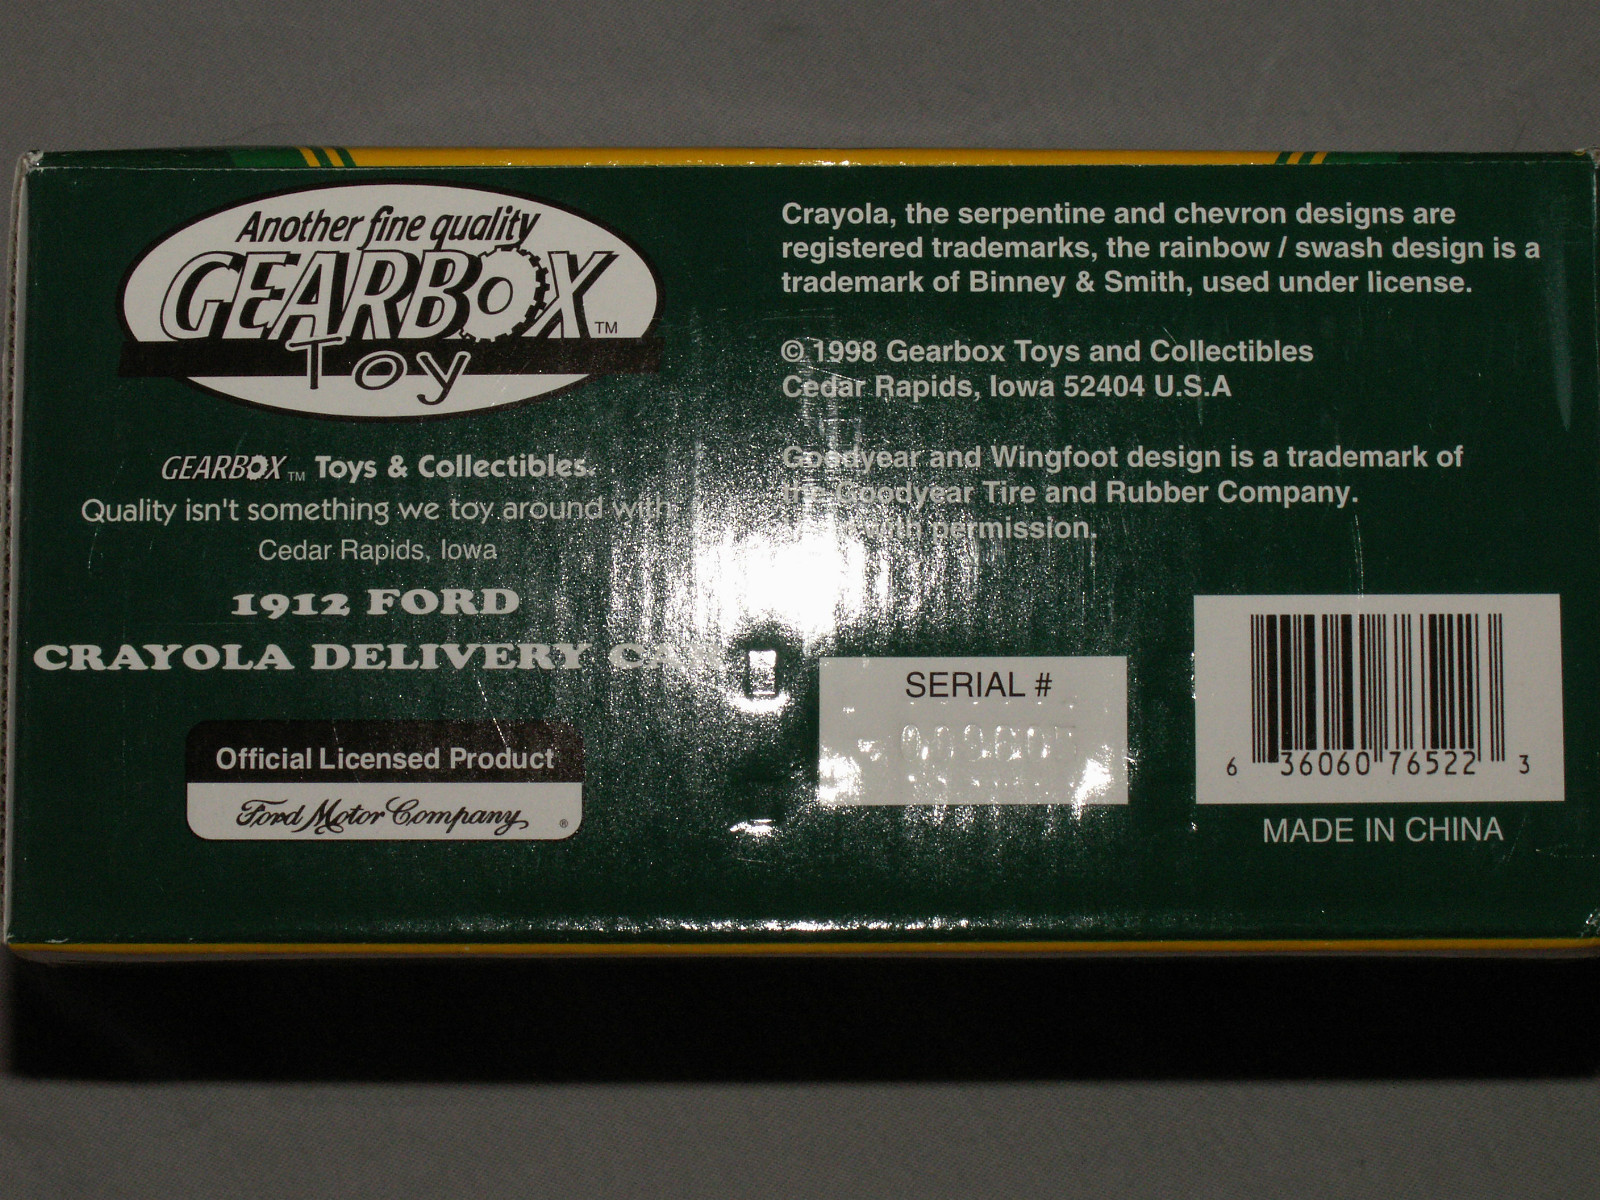 Another fine quality
GEARBOX TM
Toy
GEARBOX TM Toys & Collectibles.
Quality isn't something we toy around with
Cedar Rapids, Iowa
1912 FORD
CRAYOLA DELIVERY CAR
Official Licensed Product
Ford Motor Company ®
Crayola, the serpentine and chevron designs are
registered trademarks, the rainbow / swash design is a
trademark of Binney & Smith, used under license.
© 1998 Gearbox Toys and Collectibles
Cedar Rapids, Iowa 52404 U.S.A
Goodyear and Wingfoot design is a trademark of
the Goodyear Tire and Rubber Company.
with permission.
SERIAL #
6 36060 76522 3
MADE IN CHINA